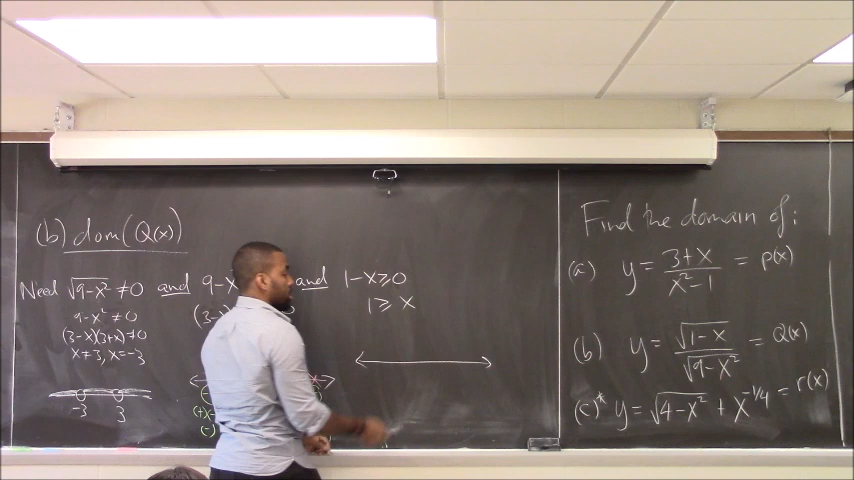 (b) dom(Q(x))
Need √9-x² ≠ 0 and 9-x and 1-x ≥ 0
9-x² ≠ 0
(3-x)(3+x) ≠ 0
x ≠ 3, x = -3
1 ≥ x
(3-
-3 3
(+)
(-)
Find the domain of:
(a) y = (3+x)/(x²-1) = p(x)
(b) y = √1-x / √9-x² = Q(x)
(c)* y = √4-x² + x^-1/4 = r(x)